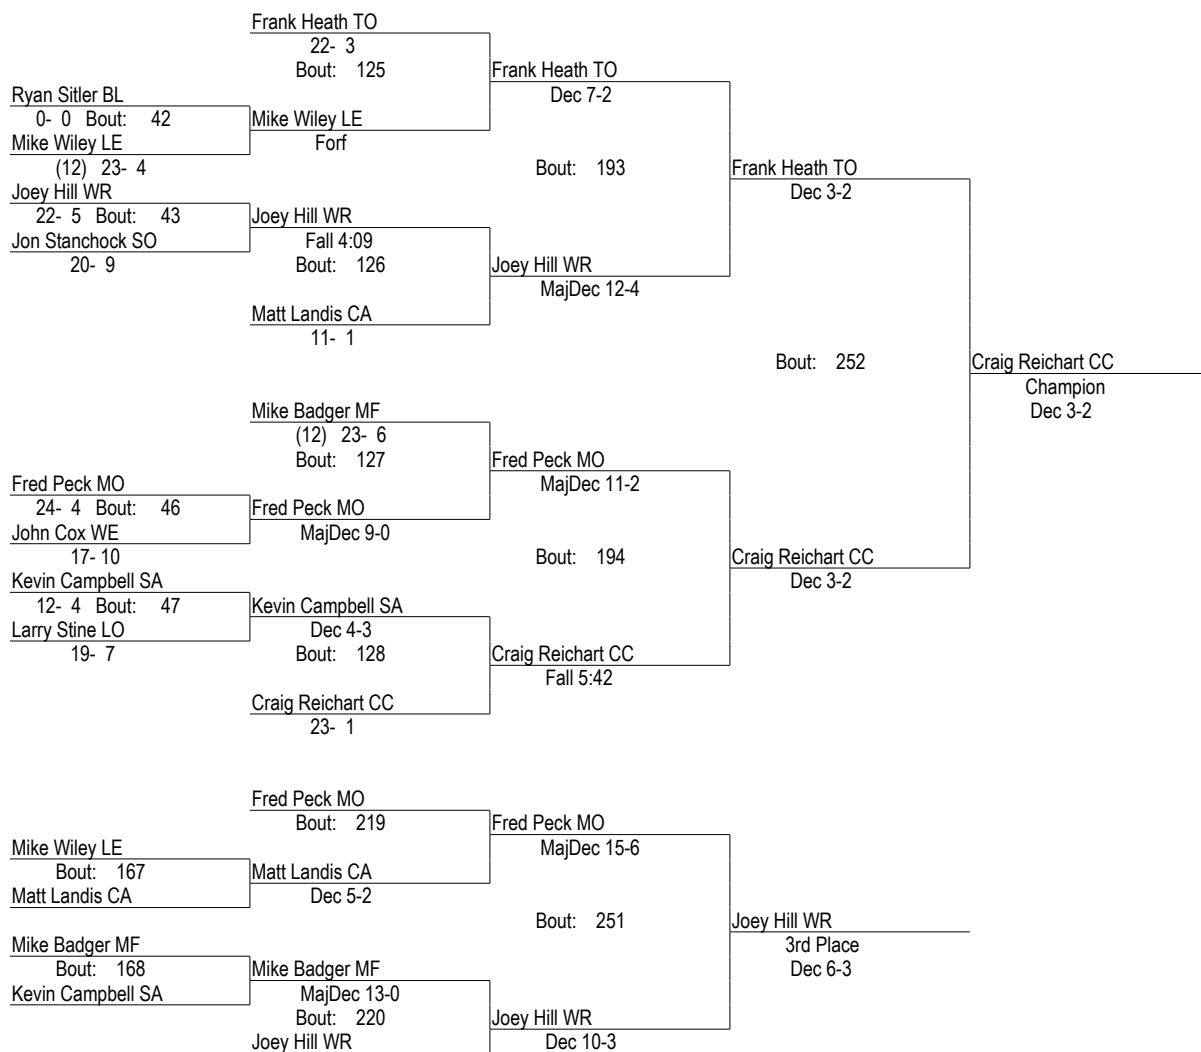 Frank Heath TO
22- 3
Bout: 125
Frank Heath TO
Dec 7-2
Ryan Sitler BL
0- 0 Bout: 42
Mike Wiley LE
Forf
Mike Wiley LE
(12) 23- 4
Bout: 193
Frank Heath TO
Dec 3-2
Joey Hill WR
22- 5 Bout: 43
Joey Hill WR
Fall 4:09
Jon Stanchock SO
20- 9
Bout: 126
Joey Hill WR
MajDec 12-4
Matt Landis CA
11- 1
Bout: 252
Craig Reichart CC
Champion
Dec 3-2
Mike Badger MF
(12) 23- 6
Bout: 127
Fred Peck MO
MajDec 11-2
Fred Peck MO
24- 4 Bout: 46
Fred Peck MO
MajDec 9-0
John Cox WE
17- 10
Bout: 194
Craig Reichart CC
Dec 3-2
Kevin Campbell SA
12- 4 Bout: 47
Kevin Campbell SA
Dec 4-3
Larry Stine LO
19- 7
Bout: 128
Craig Reichart CC
Fall 5:42
Craig Reichart CC
23- 1
Fred Peck MO
Bout: 219
Fred Peck MO
MajDec 15-6
Mike Wiley LE
Bout: 167
Matt Landis CA
Dec 5-2
Matt Landis CA
Bout: 251
Joey Hill WR
3rd Place
Dec 6-3
Mike Badger MF
Bout: 168
Mike Badger MF
MajDec 13-0
Kevin Campbell SA
Bout: 220
Joey Hill WR
Dec 10-3
Joey Hill WR